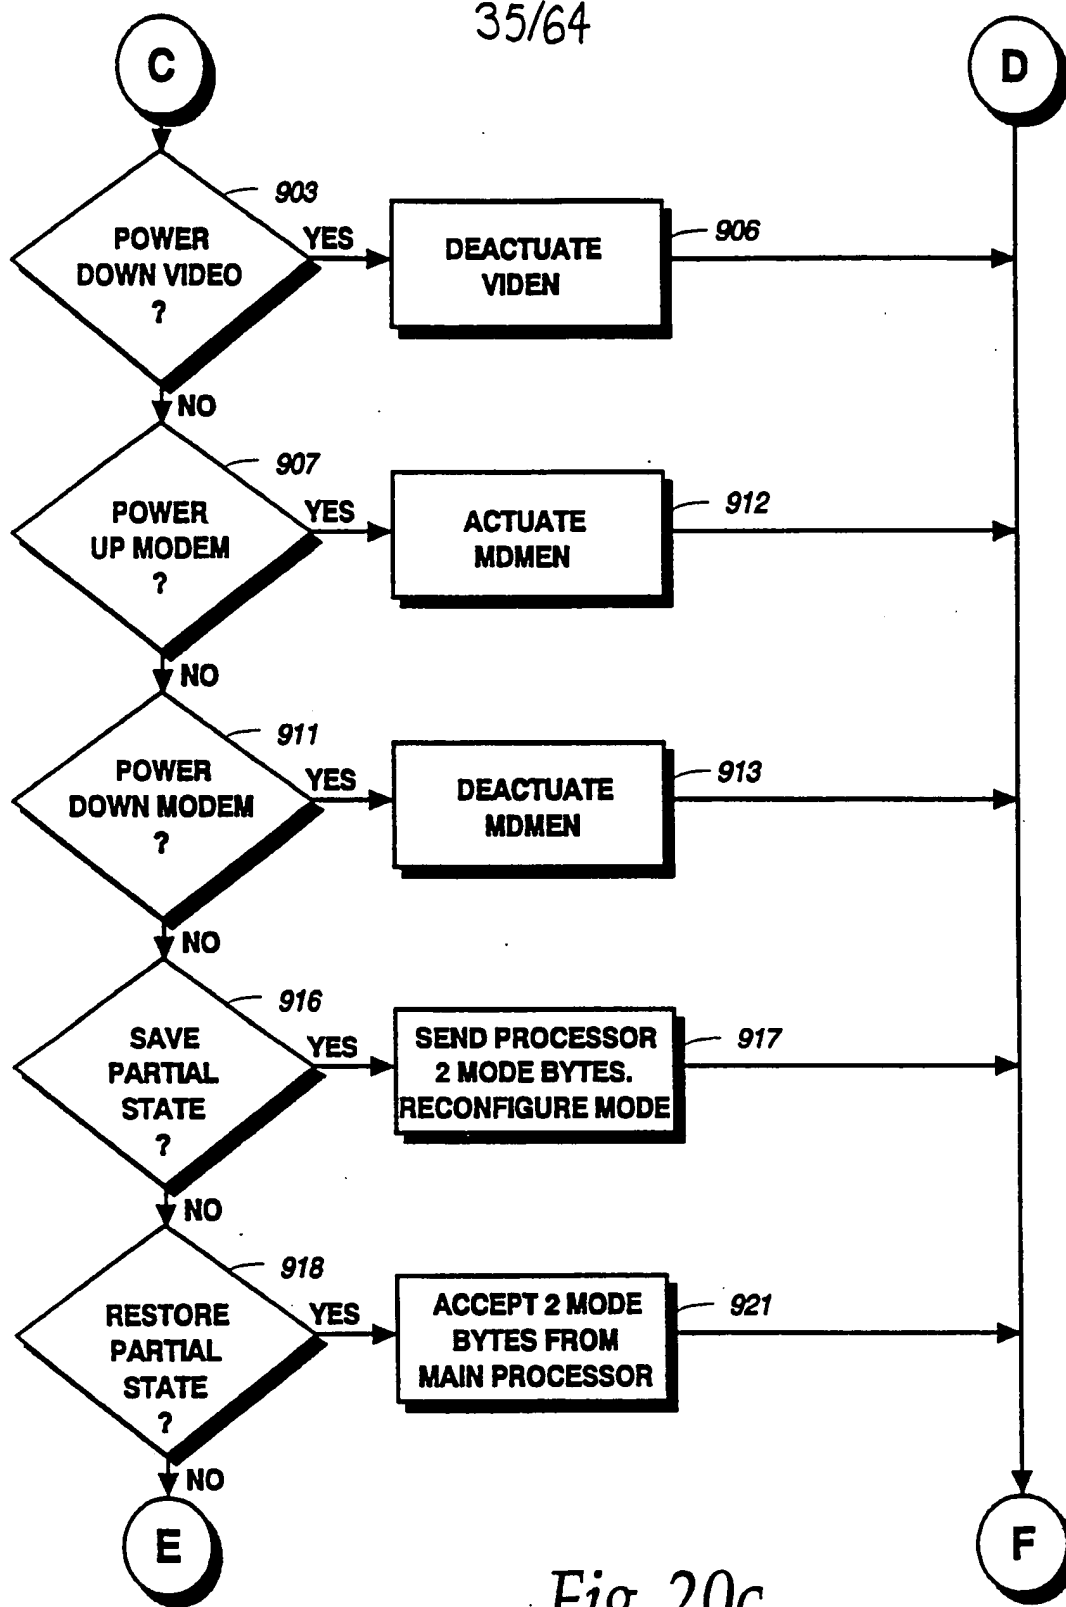 35/64
C
D
903
POWER
DOWN VIDEO
?
YES
DEACTUATE
VIDEN
906
NO
907
POWER
UP MODEM
?
YES
ACTUATE
MDMEN
912
NO
911
POWER
DOWN MODEM
?
YES
DEACTUATE
MDMEN
913
NO
916
SAVE
PARTIAL
STATE
?
YES
SEND PROCESSOR
2 MODE BYTES.
RECONFIGURE MODE
917
NO
918
RESTORE
PARTIAL
STATE
?
YES
ACCEPT 2 MODE
BYTES FROM
MAIN PROCESSOR
921
NO
E
F
Fig. 20c